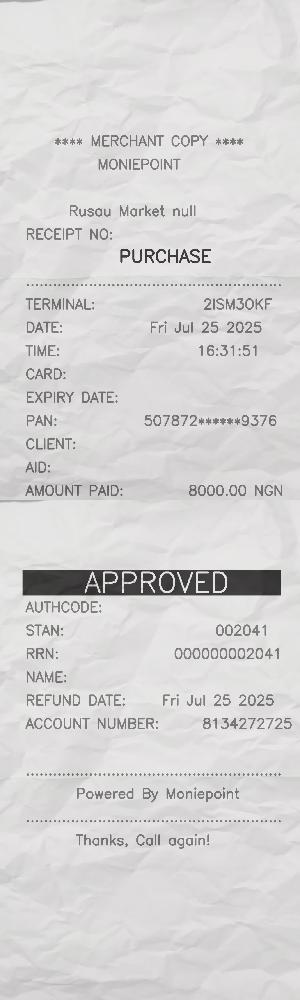 **** MERCHANT COPY ****
MONIEPOINT
Rusau Market null
RECEIPT NO:
PURCHASE
TERMINAL: 2ISM3OKF
DATE: Fri Jul 25 2025
TIME: 16:31:51
CARD:
EXPIRY DATE:
PAN: 507872******9376
CLIENT:
AID:
AMOUNT PAID: 8000.00 NGN
APPROVED
AUTHCODE:
STAN: 002041
RRN: 000000002041
NAME:
REFUND DATE: Fri Jul 25 2025
ACCOUNT NUMBER: 8134272725
Powered By Moniepoint
Thanks, Call again!